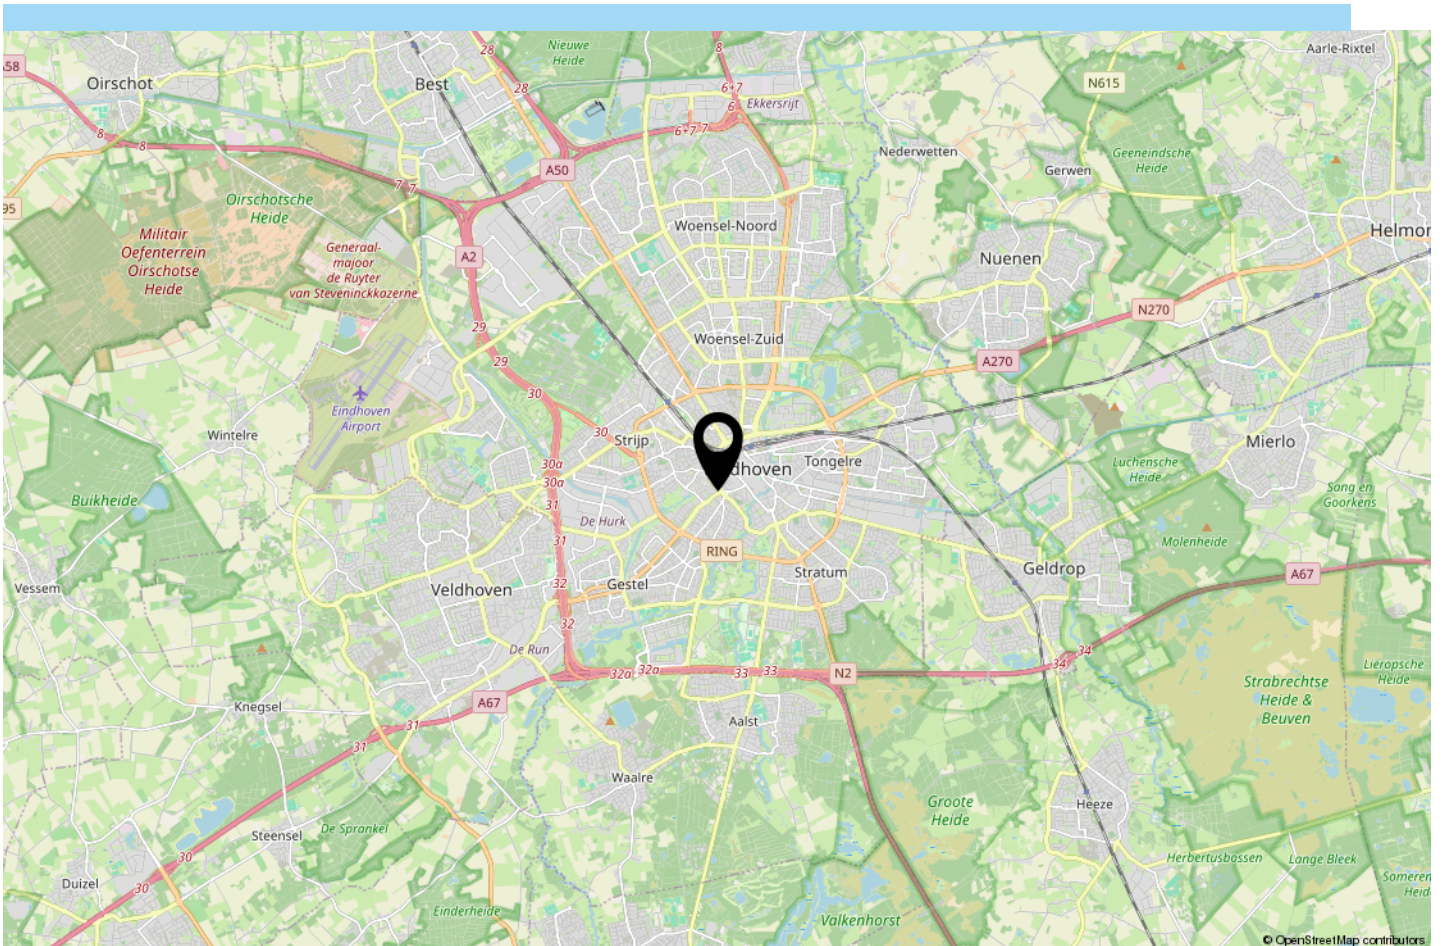 28
Nieuwe
Heide
8
Aarle-Rixtel
A58
Oirschot
Best
28
6+7
N615
6
Ekkersrijt
8
8
6+7
7
Nederwetten
Geeneindsche
Heide
A50
Gerwen
7
7
95
Oirschotsche
Heide
Woensel-Noord
Militair
Oefenterrein
Oirschotse
Heide
Generaal-
majoor
de Ruyter
van Steveninckkazerne
A2
Nuenen
Helmon
N270
29
Woensel-Zuid
29
A270
30
Eindhoven
Airport
Wintelre
30
Strijp
Mierlo
30a
30a
dhoven
Tongelre
Luchensche
Heide
Buikheide
31
De Hurk
Sang en
Goorkens
31
RING
Molenheide
Vessem
32
Gestel
Stratum
Geldrop
A67
Veldhoven
32
De Run
32a
32a
33
33
N2
34
34
Lieropsche
Heide
Strabrechtse
Heide &
Beuven
Knegsel
A67
31
Aalst
31
Waalre
Groote
Heide
Heeze
De Sprankel
Steensel
30
Herbertusbossen
Lange Bleek
Duizel
30
Someren
Heid
Einderheide
Valkenhorst
© OpenStreetMap contributors